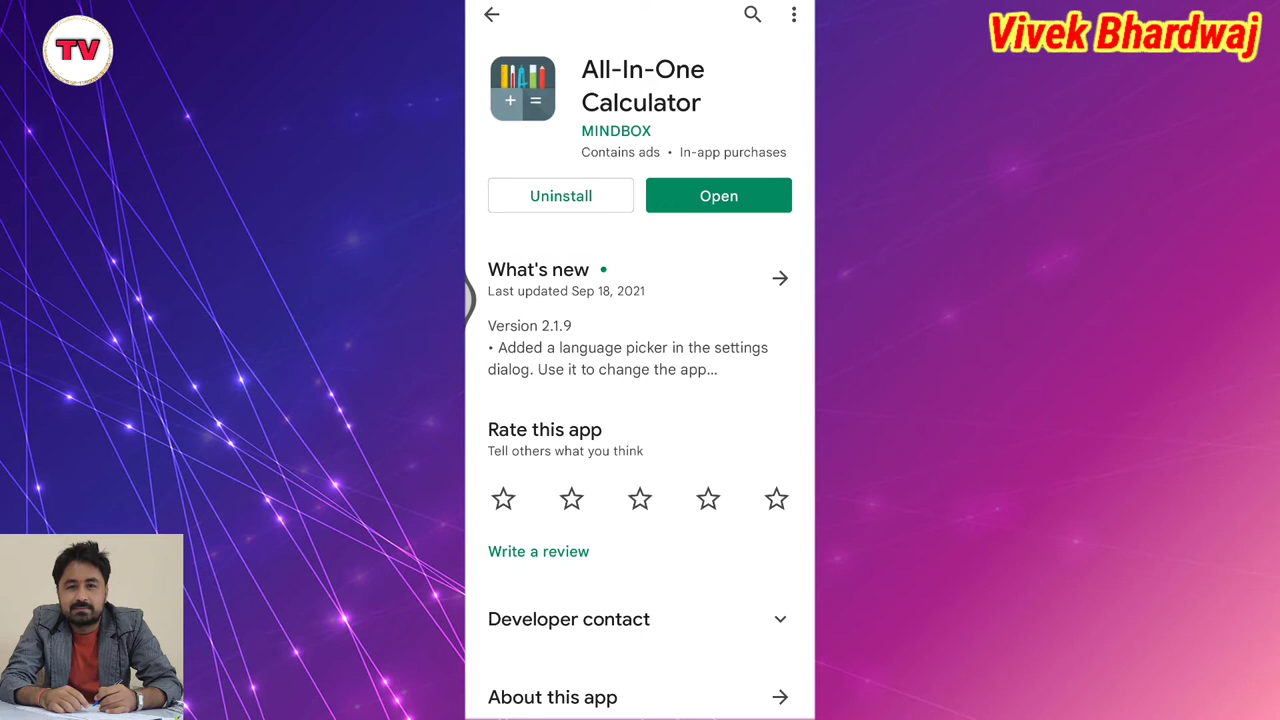 TV
Vivek Bhardwaj
All-In-One
Calculator
MINDBOX
Contains ads • In-app purchases
Uninstall
Open
What's new •
Last updated Sep 18, 2021
Version 2.1.9
• Added a language picker in the settings
dialog. Use it to change the app...
Rate this app
Tell others what you think
Write a review
Developer contact
About this app